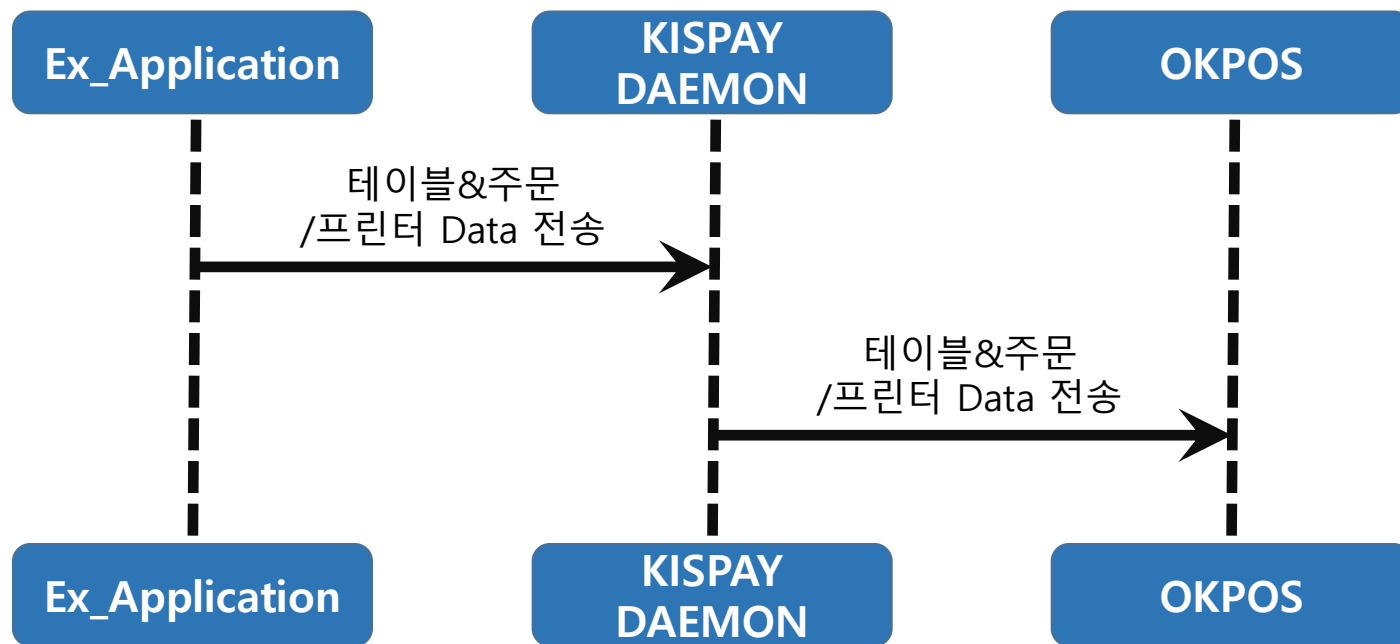 Ex_Application
KISPAY
DAEMON
OKPOS
테이블&주문
/프린터 Data 전송
테이블&주문
/프린터 Data 전송
Ex_Application
KISPAY
DAEMON
OKPOS